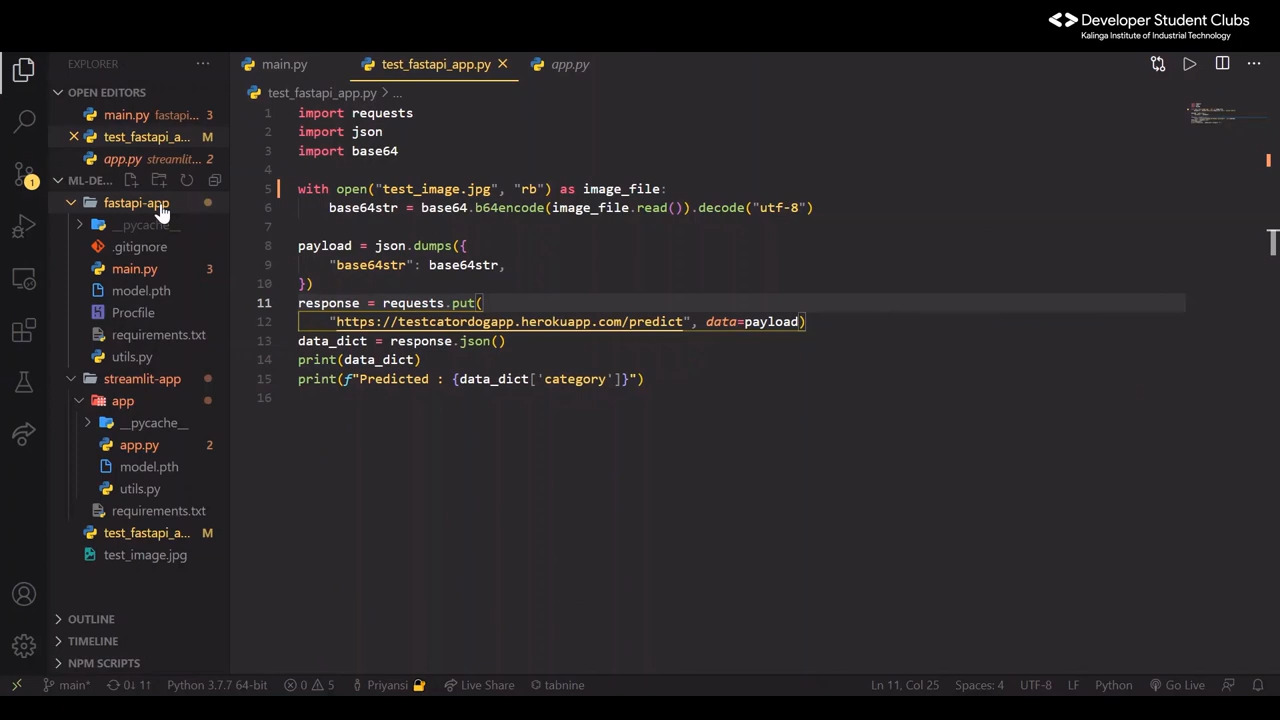 <> Developer Student Clubs
Kalinga Institute of Industrial Technology
EXPLORER
OPEN EDITORS
main.py fastapi... 3
test_fastapi_a... M
app.py streamlit... 2
ML-DE...
fastapi-app
__pycache__
.gitignore
main.py 3
model.pth
Procfile
requirements.txt
utils.py
streamlit-app
app
__pycache__
app.py 2
model.pth
utils.py
requirements.txt
test_fastapi_a... M
test_image.jpg
OUTLINE
TIMELINE
NPM SCRIPTS
1
main.py test_fastapi_app.py app.py
test_fastapi_app.py > ...
1 import requests
2 import json
3 import base64
4
5 with open("test_image.jpg", "rb") as image_file:
6 base64str = base64.b64encode(image_file.read()).decode("utf-8")
7
8 payload = json.dumps({
9 "base64str": base64str,
10 })
11 response = requests.put(
12 "https://testcatordogapp.herokuapp.com/predict", data=payload)
13 data_dict = response.json()
14 print(data_dict)
15 print(f"Predicted : {data_dict['category']}")
16
main* 0↓ 1↑ Python 3.7.7 64-bit 0 5 Priyansi Live Share tabnine Ln 11, Col 25 Spaces: 4 UTF-8 LF Python Go Live